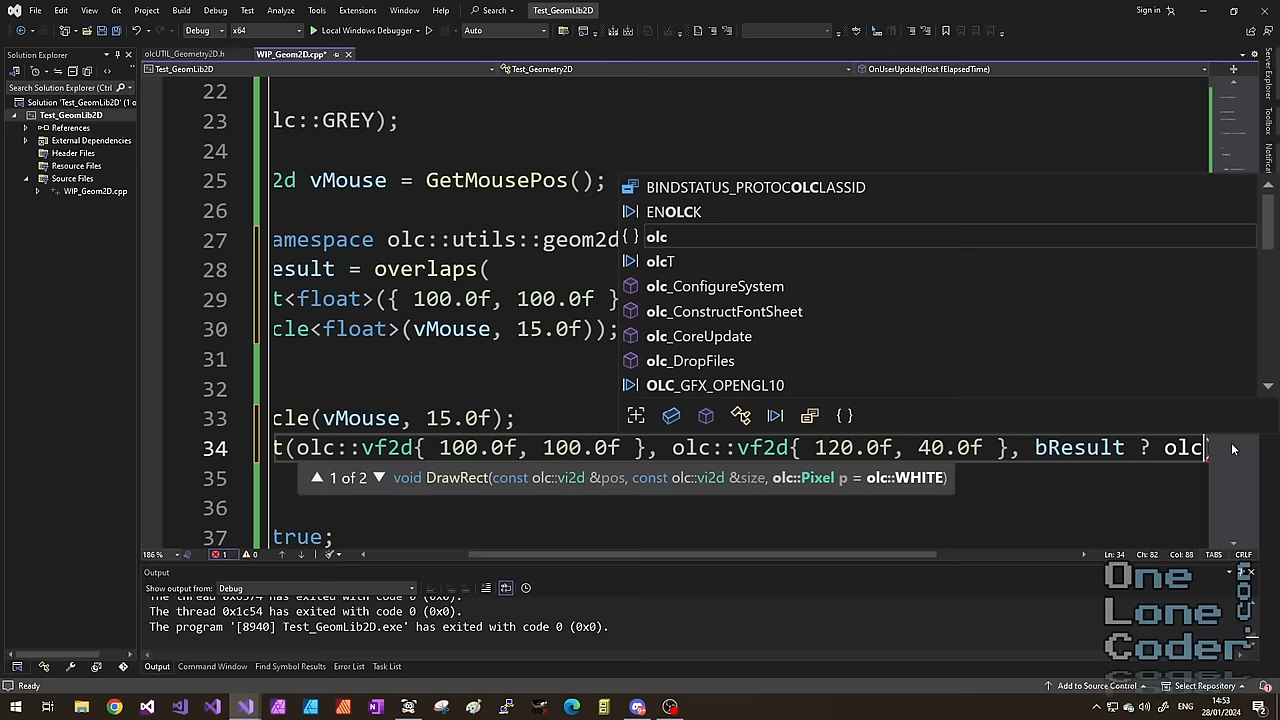 File Edit View Git Project Build Debug Test Analyze Tools Extensions Window Help Search Test_GeomLib2D Sign in
Debug x64 Local Windows Debugger Auto
Solution Explorer
Search Solution Explorer (Ctrl
Solution 'Test_GeomLib2D' (1 o
Test_GeomLib2D
References
External Dependencies
Header Files
Resource Files
Source Files
WIP_Geom2D.cpp
olcUTIL_Geometry2D.h WIP_Geom2D.cpp*
Test_GeomLib2D Test_Geometry2D OnUserUpdate(float fElapsedTime)
22
23 lc::GREY);
24
25 2d vMouse = GetMousePos();
26
27 amespace olc::utils::geom2d
28 esult = overlaps(
29 t<float>({ 100.0f, 100.0f }
30 cle<float>(vMouse, 15.0f));
31
32
33 cle(vMouse, 15.0f);
34 t(olc::vf2d{ 100.0f, 100.0f }, olc::vf2d{ 120.0f, 40.0f }, bResult ? olc
35
36
37 true;
BINDSTATUS_PROTOCOLCLASSID
ENOLCK
{ } olc
olcT
olc_ConfigureSystem
olc_ConstructFontSheet
olc_CoreUpdate
olc_DropFiles
OLC_GFX_OPENGL10
{ }
▲ 1 of 2 ▼ void DrawRect(const olc::vi2d &pos, const olc::vi2d &size, olc::Pixel p = olc::WHITE)
186 % 1 0 Ln: 34 Ch: 82 Col: 88 TABS CRLF
Output
Show output from: Debug
The thread 0x1c54 has exited with code 0 (0x0).
The program '[8940] Test_GeomLib2D.exe' has exited with code 0 (0x0).
Output Command Window Find Symbol Results Error List Task List
Ready Add to Source Control Select Repository
Server Explorer Toolbox
One
Lone
Coder
.com
14:53
28/01/2024